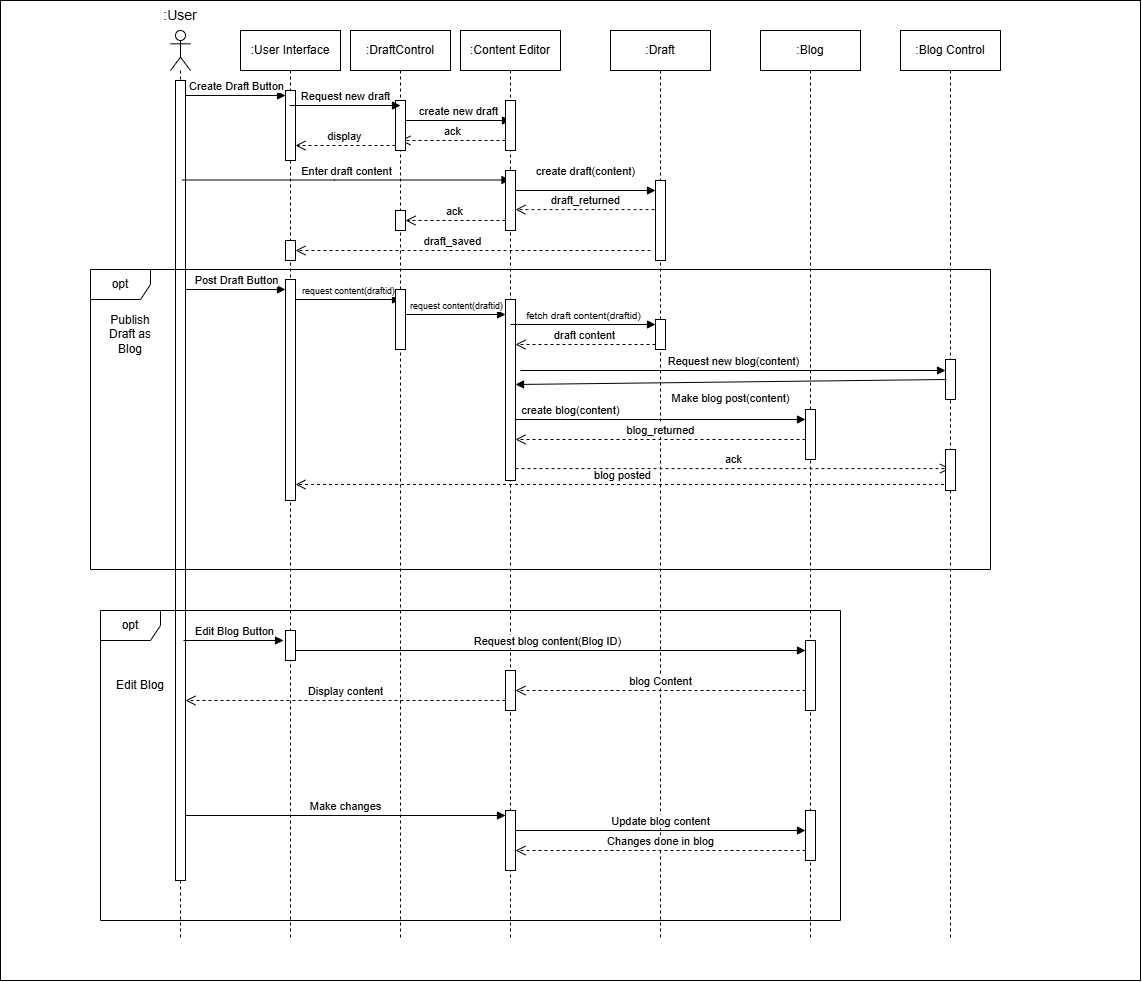 :User
:User Interface
:DraftControl
:Content Editor
:Draft
:Blog
:Blog Control
Create Draft Button
Request new draft
create new draft
ack
display
Enter draft content
create draft(content)
draft_returned
ack
draft_saved
opt
Publish
Draft as
Blog
Post Draft Button
request content(draftid)
request content(draftid)
fetch draft content(draftid)
draft content
Request new blog(content)
Make blog post(content)
create blog(content)
blog_returned
ack
blog posted
opt
Edit Blog
Edit Blog Button
Request blog content(Blog ID)
blog Content
Display content
Make changes
Update blog content
Changes done in blog